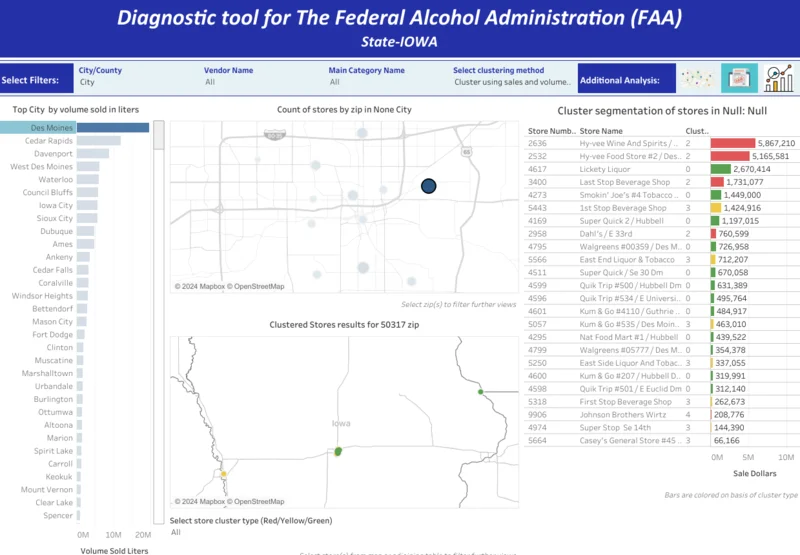 Diagnostic tool for The Federal Alcohol Administration (FAA)
State-IOWA
Select Filters:
City/County
City
Vendor Name
All
Main Category Name
All
Select clustering method
Cluster using sales and volume..
Additional Analysis:
Top City by volume sold in liters
Des Moines
Cedar Rapids
Davenport
West Des Moines
Waterloo
Council Bluffs
Iowa City
Sioux City
Dubuque
Ames
Ankeny
Cedar Falls
Coralville
Windsor Heights
Bettendorf
Mason City
Fort Dodge
Clinton
Muscatine
Marshalltown
Urbandale
Burlington
Ottumwa
Altoona
Marion
Spirit Lake
Carroll
Keokuk
Mount Vernon
Clear Lake
Spencer
0M 10M 20M
Volume Sold Liters
Count of stores by zip in None City
65
© 2024 Mapbox © OpenStreetMap
Select zip(s) to filter further views
Clustered Stores results for 50317 zip
Iowa
© 2024 Mapbox © OpenStreetMap
Select store cluster type (Red/Yellow/Green)
All
Cluster segmentation of stores in Null: Null
Store Numb.. Store Name Clust..
2636 Hy-vee Wine And Spirits / .. 2 5,867,210
2532 Hy-vee Food Store #2 / Des.. 2 5,165,581
4617 Lickety Liquor 0 2,670,414
3400 Last Stop Beverage Shop 2 1,731,077
4273 Smokin' Joe's #4 Tobacco .. 0 1,449,000
5443 1st Stop Beverage Shop 3 1,424,916
4169 Super Quick 2 / Hubbell 0 1,197,015
2958 Dahl's / E 33rd 2 760,599
4795 Walgreens #00359 / Des M.. 0 726,958
5566 East End Liquor & Tobacco 3 712,207
4511 Super Quick / Se 30 Dm 0 670,058
4599 Quik Trip #500 / Hubbell Dm 0 631,389
4596 Quik Trip #534 / E Universi.. 0 495,764
4601 Kum & Go #4110 / Guthrie .. 0 484,917
5057 Kum & Go #535 / Des Moin.. 3 463,010
4295 Nat Food Mart #1 / Hubbell 0 439,522
4799 Walgreens #05777 / Des M.. 0 354,378
5250 East Side Liquor And Tobac.. 3 337,055
4600 Kum & Go #207 / Hubbell D.. 0 319,991
4598 Quik Trip #501 / E Euclid Dm 0 312,140
5318 First Stop Beverage Shop 3 262,673
9906 Johnson Brothers Wirtz 4 208,776
4974 Super Stop Se 14th 3 144,390
5664 Casey's General Store #45 .. 3 66,166
0M 5M 10M
Sale Dollars
Bars are colored on basis of cluster type